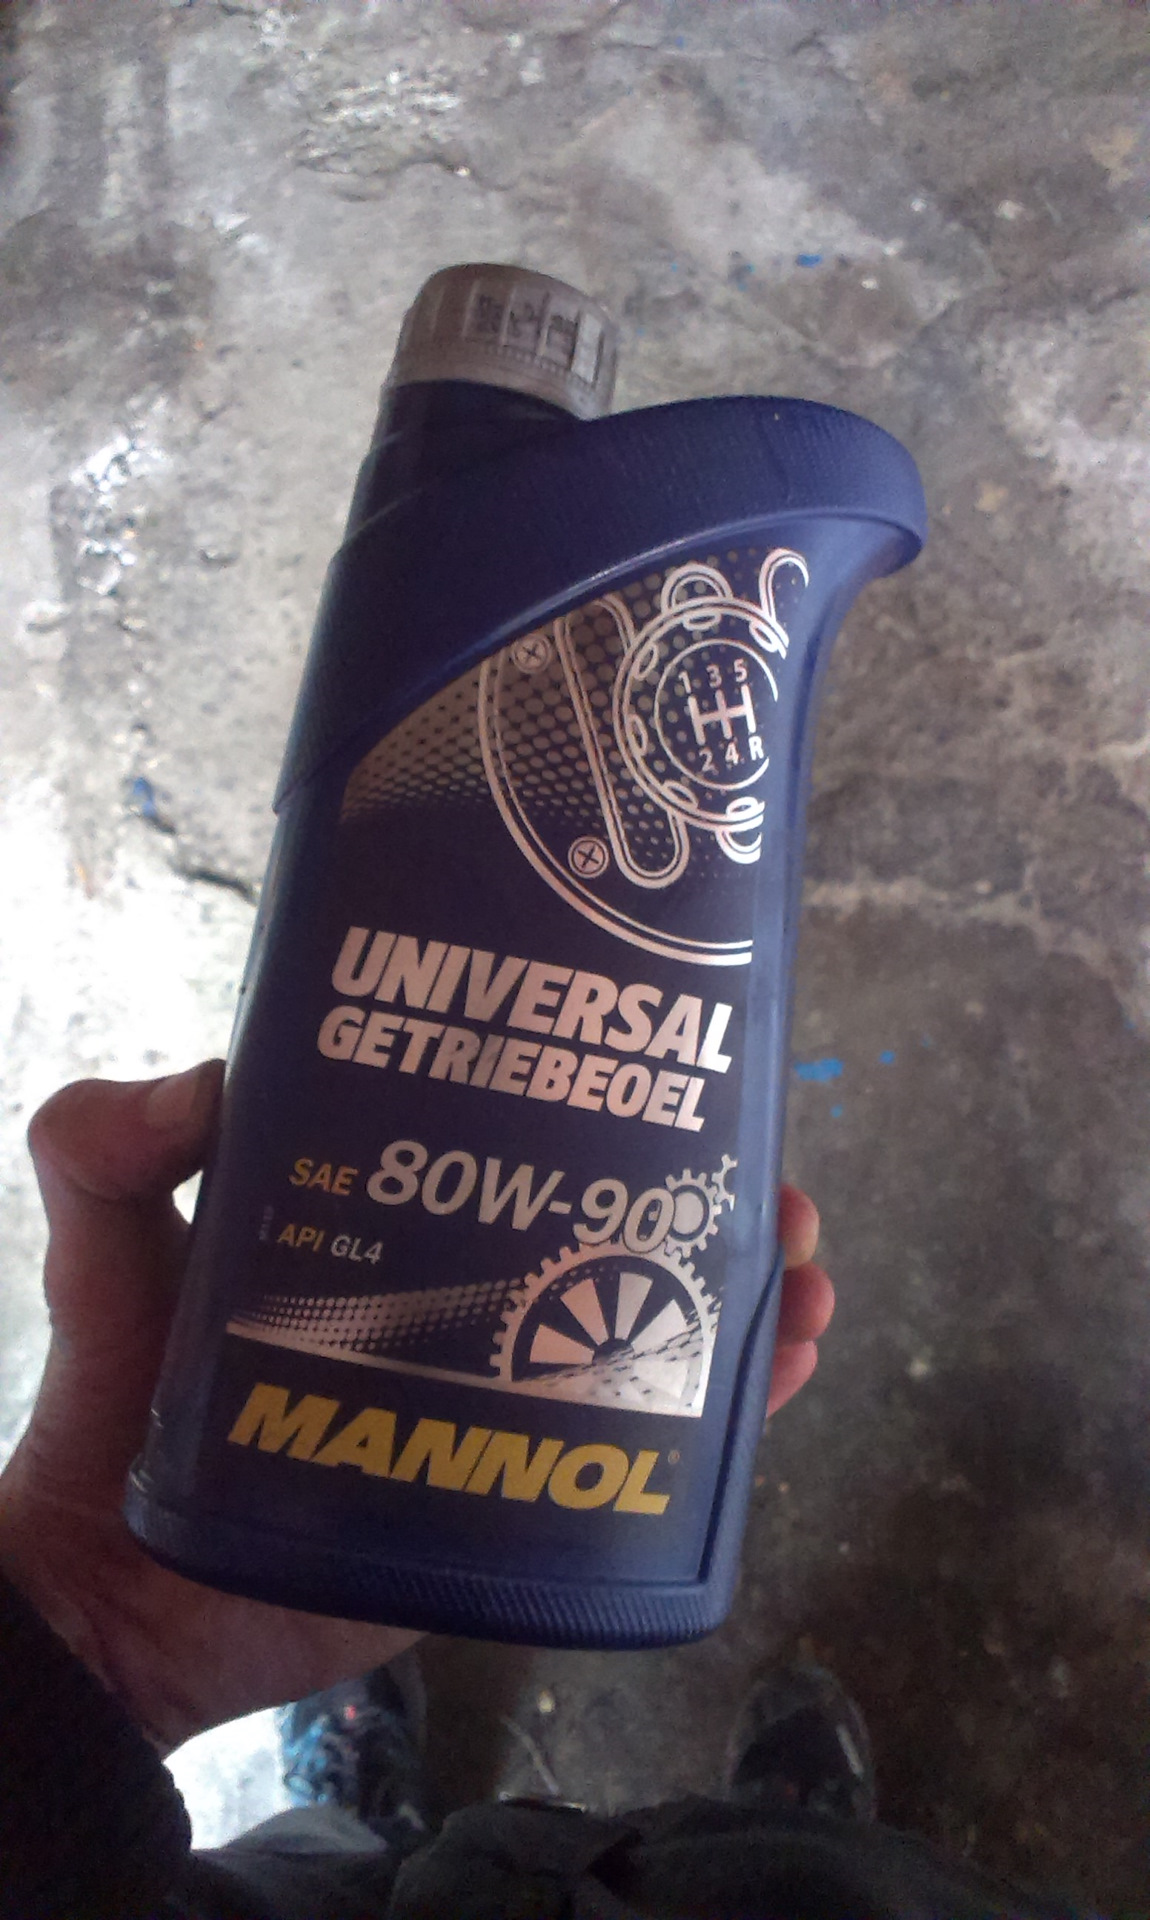 1 3 5
2 4 R
UNIVERSAL
GETRIEBEOEL
SAE 80W-90
API GL4
MANNOL®